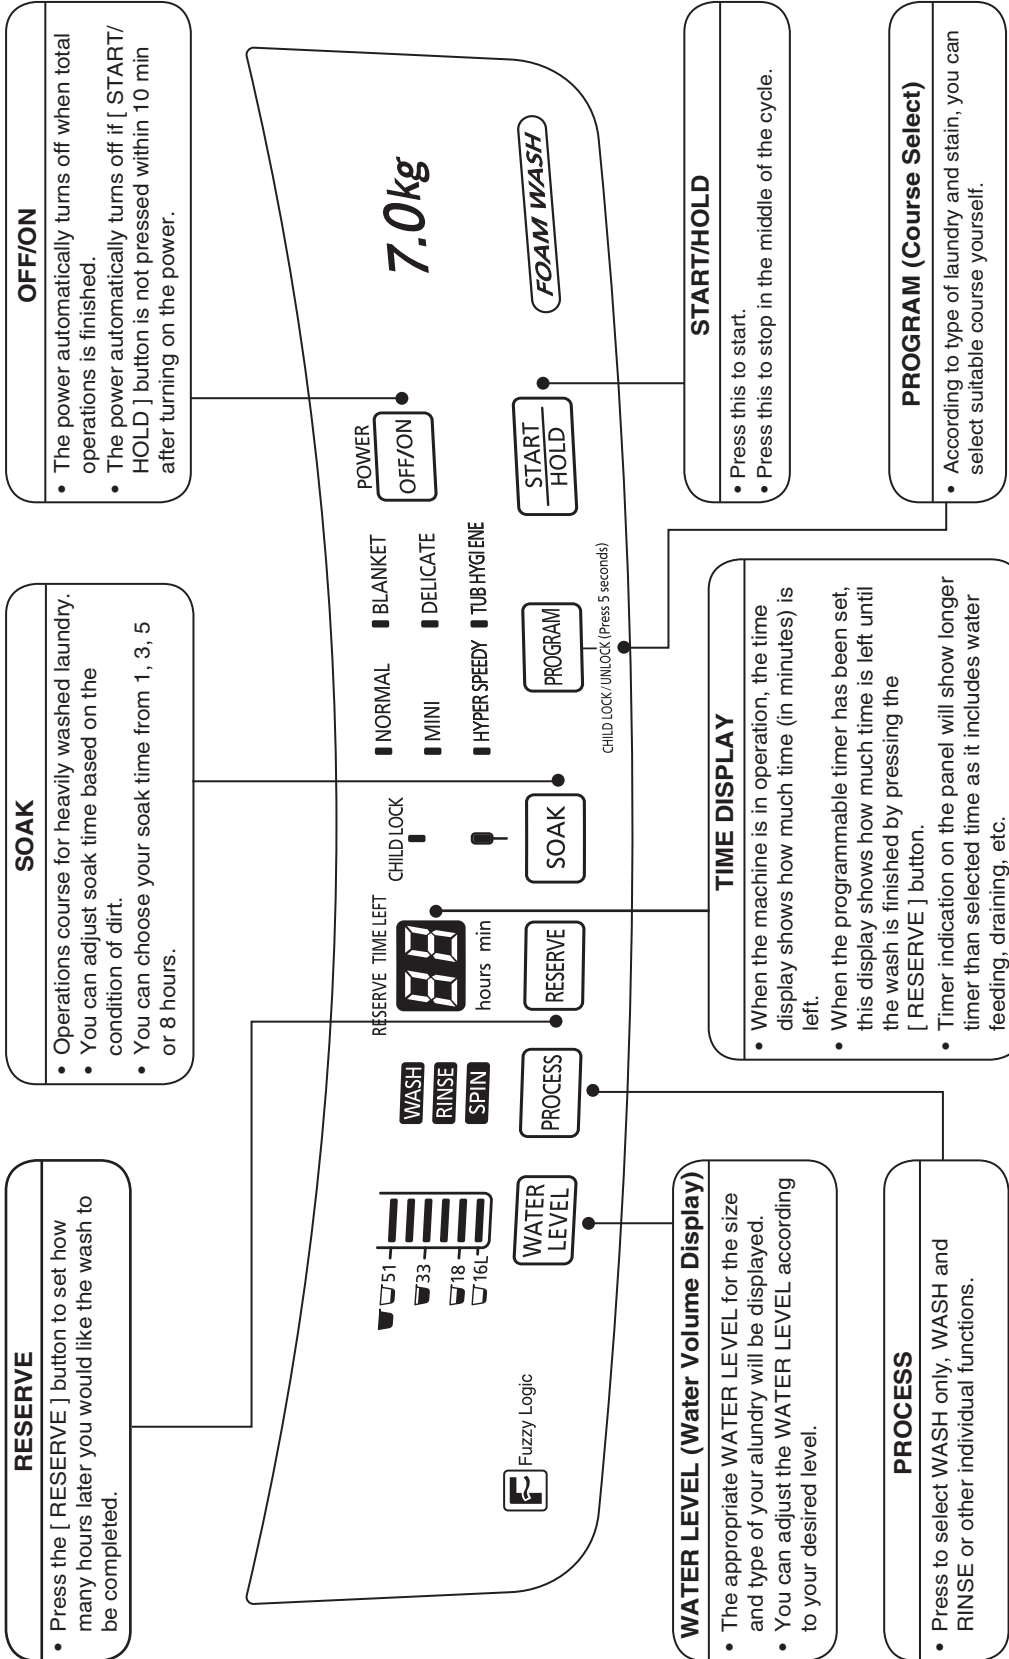 RESERVE
• Press the [ RESERVE ] button to set how
many hours later you would like the wash to
be completed.
SOAK
• Operations course for heavily washed laundry.
• You can adjust soak time based on the
condition of dirt.
• You can choose your soak time from 1, 3, 5
or 8 hours.
OFF/ON
• The power automatically turns off when total
operations is finished.
• The power automatically turns off if [ START/
HOLD ] button is not pressed within 10 min
after turning on the power.
Fuzzy Logic
51
33
18
16L
WATER
LEVEL
WASH
RINSE
SPIN
PROCESS
RESERVE TIME LEFT
88
hours min
RESERVE
CHILD LOCK
SOAK
NORMAL
MINI
HYPER SPEEDY
BLANKET
DELICATE
TUB HYGIENE
PROGRAM
CHILD LOCK / UNLOCK (Press 5 seconds)
POWER
OFF/ON
START
HOLD
7.0kg
FOAM WASH
WATER LEVEL (Water Volume Display)
• The appropriate WATER LEVEL for the size
and type of your alundry will be displayed.
• You can adjust the WATER LEVEL according
to your desired level.
TIME DISPLAY
• When the machine is in operation, the time
display shows how much time (in minutes) is
left.
• When the programmable timer has been set,
this display shows how much time is left until
the wash is finished by pressing the
[ RESERVE ] button.
• Timer indication on the panel will show longer
timer than selected time as it includes water
feeding, draining, etc.
START/HOLD
• Press this to start.
• Press this to stop in the middle of the cycle.
PROCESS
• Press to select WASH only, WASH and
RINSE or other individual functions.
PROGRAM (Course Select)
• According to type of laundry and stain, you can
select suitable course yourself.